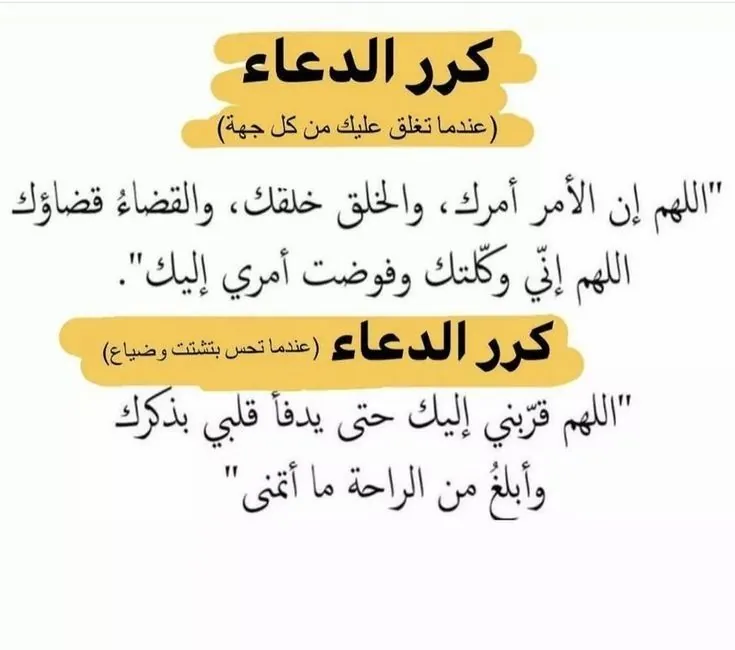 كرر الدعاء
(عندما تغلق عليك من كل جهة)
"اللهم إن الأمر أمرك، والخلق خلقك، والقضاءُ قضاؤك
اللهم إنّي وكّلتك وفوضت أمري إليك".
كرر الدعاء (عندما تحس بتشتت وضياع)
"اللهم قرّبني إليك حتى يدفأ قلبي بذكرك
وأبلغُ من الراحة ما أتمنى"